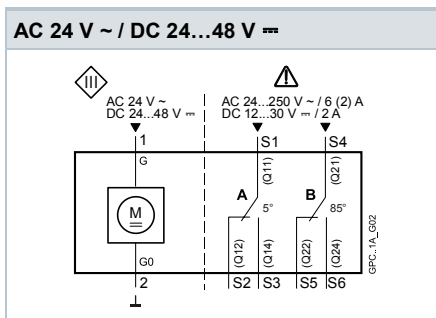 AC 24 V ~ / DC 24...48 V ⎓
III
AC 24 V ~
DC 24...48 V ⎓
AC 24...250 V ~ / 6 (2) A
DC 12...30 V ⎓ / 2 A
1
S1
S4
G
(Q11)
(Q21)
A
5°
B
85°
M
G0
(Q12)
(Q14)
(Q22)
(Q24)
2
S2
S3
S5
S6
GPC..1A_G02